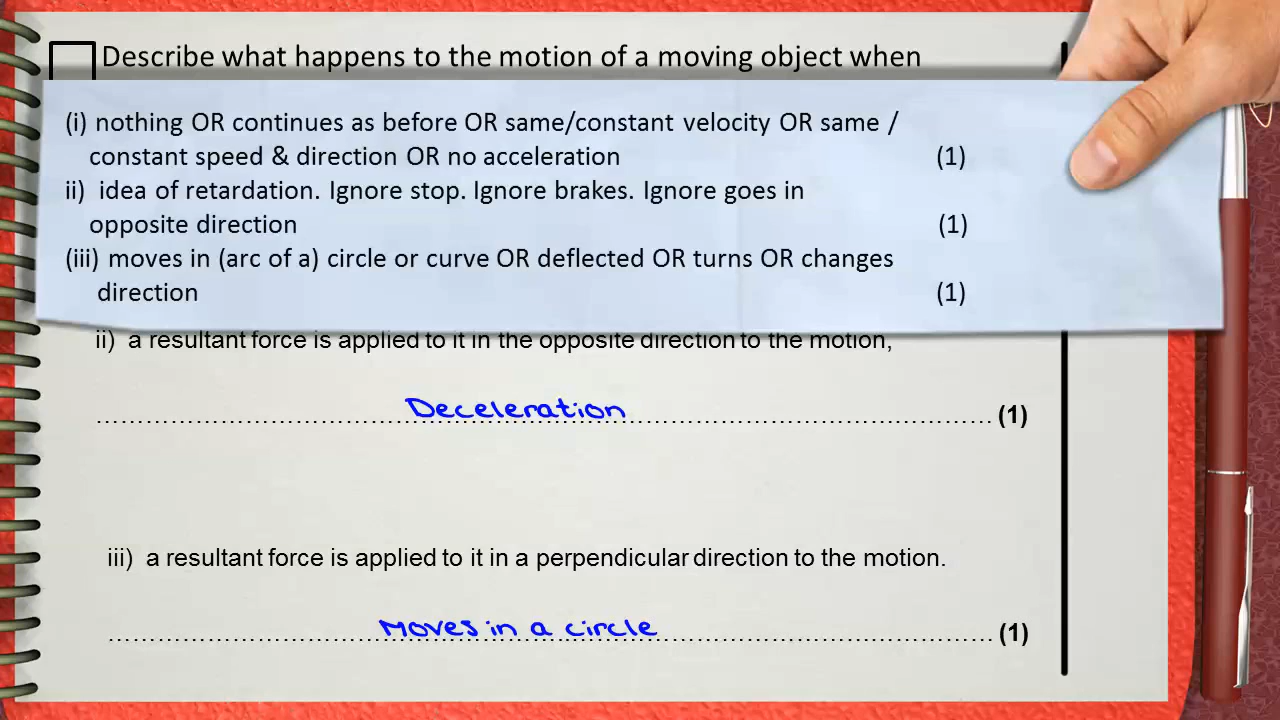 Describe what happens to the motion of a moving object when
(i) nothing OR continues as before OR same/constant velocity OR same /
constant speed & direction OR no acceleration (1)
ii) idea of retardation. Ignore stop. Ignore brakes. Ignore goes in
opposite direction (1)
(iii) moves in (arc of a) circle or curve OR deflected OR turns OR changes
direction (1)
ii) a resultant force is applied to it in the opposite direction to the motion,
Deceleration (1)
iii) a resultant force is applied to it in a perpendicular direction to the motion.
Moves in a circle (1)